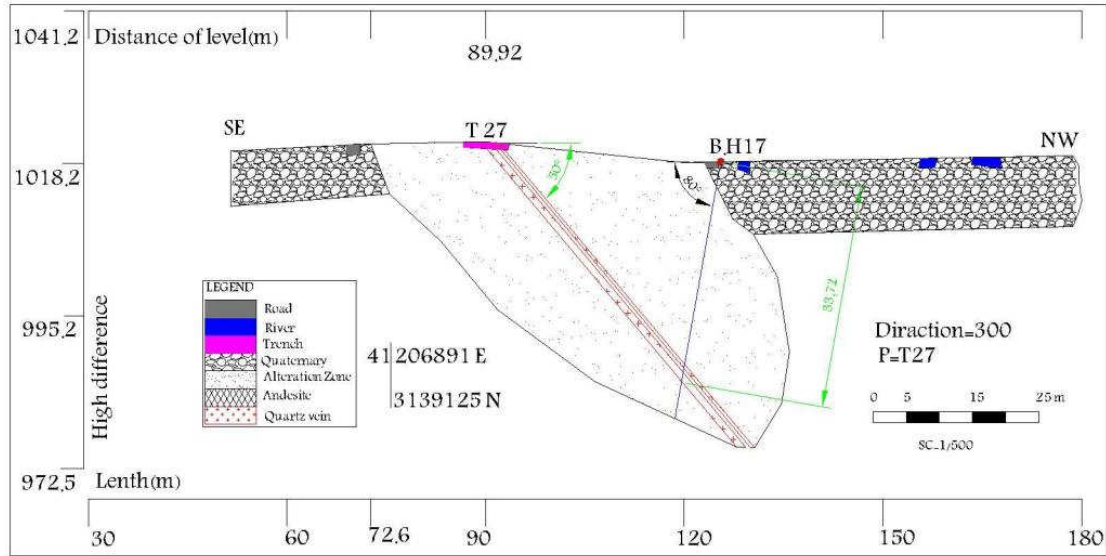 1041.2
Distance of level(m)
89.92
SE
T 27
B.H17
NW
1018.2
50°
80°
33.72
995.2
High difference
LEGEND
Road
River
Trench
Quaternary
Alteration Zone
Andesite
Quartz vein
41 206891 E
3139125 N
Diraction=300
P=T27
0 5 15 25 m
SC_1/500
972.5
Lenth(m)
30 60 72.6 90 120 150 180